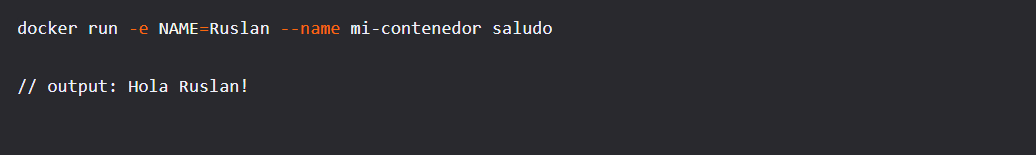 docker run -e NAME=Ruslan --name mi-contenedor saludo
// output: Hola Ruslan!